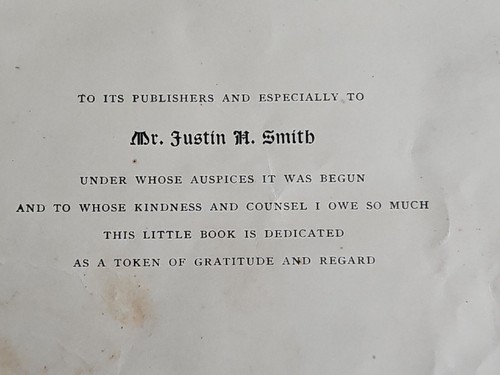 TO ITS PUBLISHERS AND ESPECIALLY TO
Mr. Justin H. Smith
UNDER WHOSE AUSPICES IT WAS BEGUN
AND TO WHOSE KINDNESS AND COUNSEL I OWE SO MUCH
THIS LITTLE BOOK IS DEDICATED
AS A TOKEN OF GRATITUDE AND REGARD